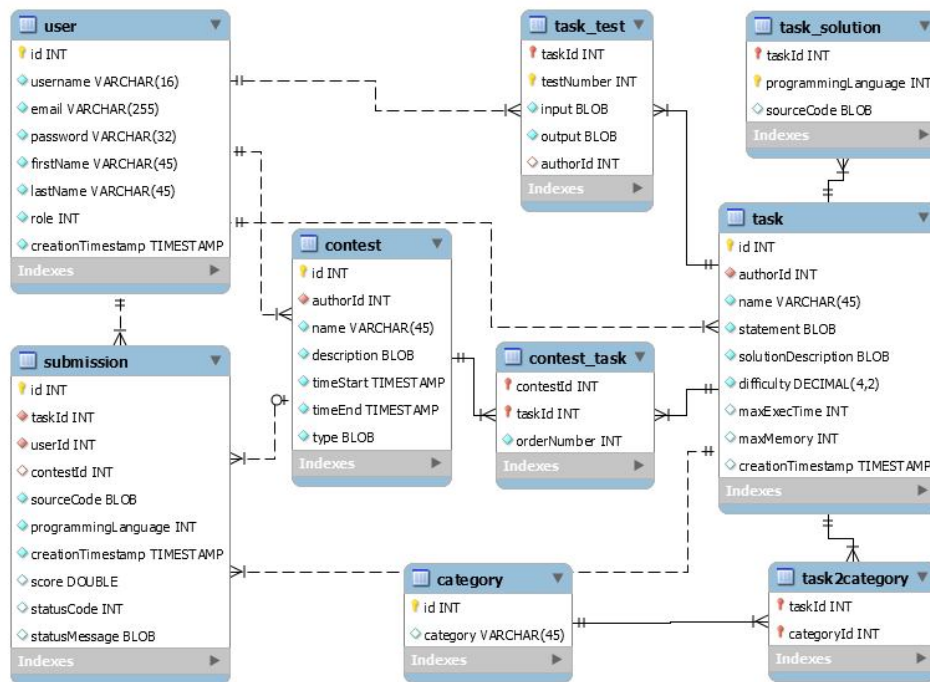 user
id INT
username VARCHAR(16)
email VARCHAR(255)
password VARCHAR(32)
firstName VARCHAR(45)
lastName VARCHAR(45)
role INT
creationTimestamp TIMESTAMP
Indexes
task_test
taskId INT
testNumber INT
input BLOB
output BLOB
authorId INT
Indexes
task_solution
taskId INT
programmingLanguage INT
sourceCode BLOB
Indexes
contest
id INT
authorId INT
name VARCHAR(45)
description BLOB
timeStart TIMESTAMP
timeEnd TIMESTAMP
type BLOB
Indexes
task
id INT
authorId INT
name VARCHAR(45)
statement BLOB
solutionDescription BLOB
difficulty DECIMAL(4,2)
maxExecTime INT
maxMemory INT
creationTimestamp TIMESTAMP
Indexes
submission
id INT
taskId INT
userId INT
contestId INT
sourceCode BLOB
programmingLanguage INT
creationTimestamp TIMESTAMP
score DOUBLE
statusCode INT
statusMessage BLOB
Indexes
contest_task
contestId INT
taskId INT
orderNumber INT
Indexes
category
id INT
category VARCHAR(45)
Indexes
task2category
taskId INT
categoryId INT
Indexes